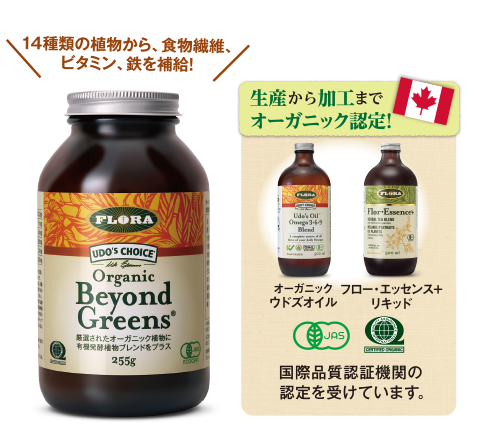 14種類の植物から、食物繊維、
ビタミン、鉄を補給!
FLORA
UDO'S CHOICE
Organic
Beyond
Greens®
厳選されたオーガニック植物に
有機発酵植物ブレンドをプラス
255g
生産から加工まで
オーガニック認定!
FLORA
UDO'S CHOICE
Udo's Oil
Omega 3·6·9
Blend
FLORA
Flor·Essence+
HERBAL TEA BLEND
オーガニック
ウドズオイル
フロー・エッセンス+
リキッド
JAS
CERTIFIED ORGANIC
国際品質認証機関の
認定を受けています。